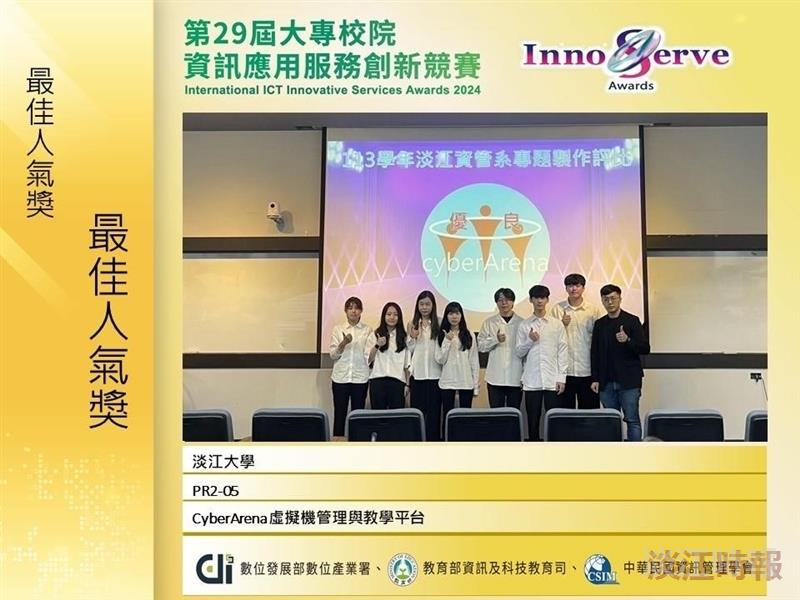 最佳人氣獎
最佳人氣獎
第29屆大專校院
資訊應用服務創新競賽
International ICT Innovative Services Awards 2024
InnoServe
Awards
113學年淡江資管系專題製作評比
優良
cyberArena
淡江大學
PR2-05
CyberArena虛擬機管理與教學平台
di 數位發展部數位產業署、 教育部資訊及科技教育司、 CSIM 中華民國資訊管理學會
淡江時報